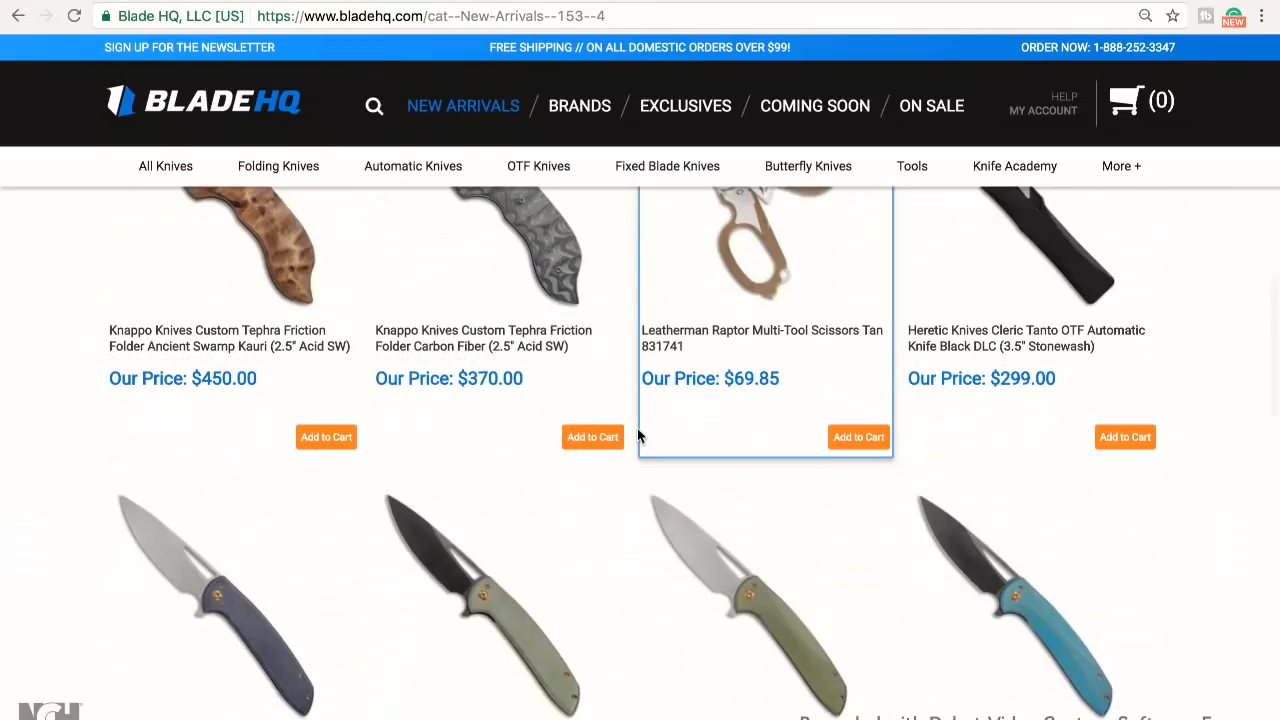 Blade HQ, LLC [US] https://www.bladehq.com/cat--New-Arrivals--153--4
NEW
SIGN UP FOR THE NEWSLETTER FREE SHIPPING // ON ALL DOMESTIC ORDERS OVER $99! ORDER NOW: 1-888-252-3347
BLADEHQ NEW ARRIVALS / BRANDS / EXCLUSIVES / COMING SOON / ON SALE HELP MY ACCOUNT (0)
All Knives Folding Knives Automatic Knives OTF Knives Fixed Blade Knives Butterfly Knives Tools Knife Academy More +
Knappo Knives Custom Tephra Friction
Folder Ancient Swamp Kauri (2.5" Acid SW)
Our Price: $450.00
Add to Cart
Knappo Knives Custom Tephra Friction
Folder Carbon Fiber (2.5" Acid SW)
Our Price: $370.00
Add to Cart
Leatherman Raptor Multi-Tool Scissors Tan
831741
Our Price: $69.85
Add to Cart
Heretic Knives Cleric Tanto OTF Automatic
Knife Black DLC (3.5" Stonewash)
Our Price: $299.00
Add to Cart
NCH